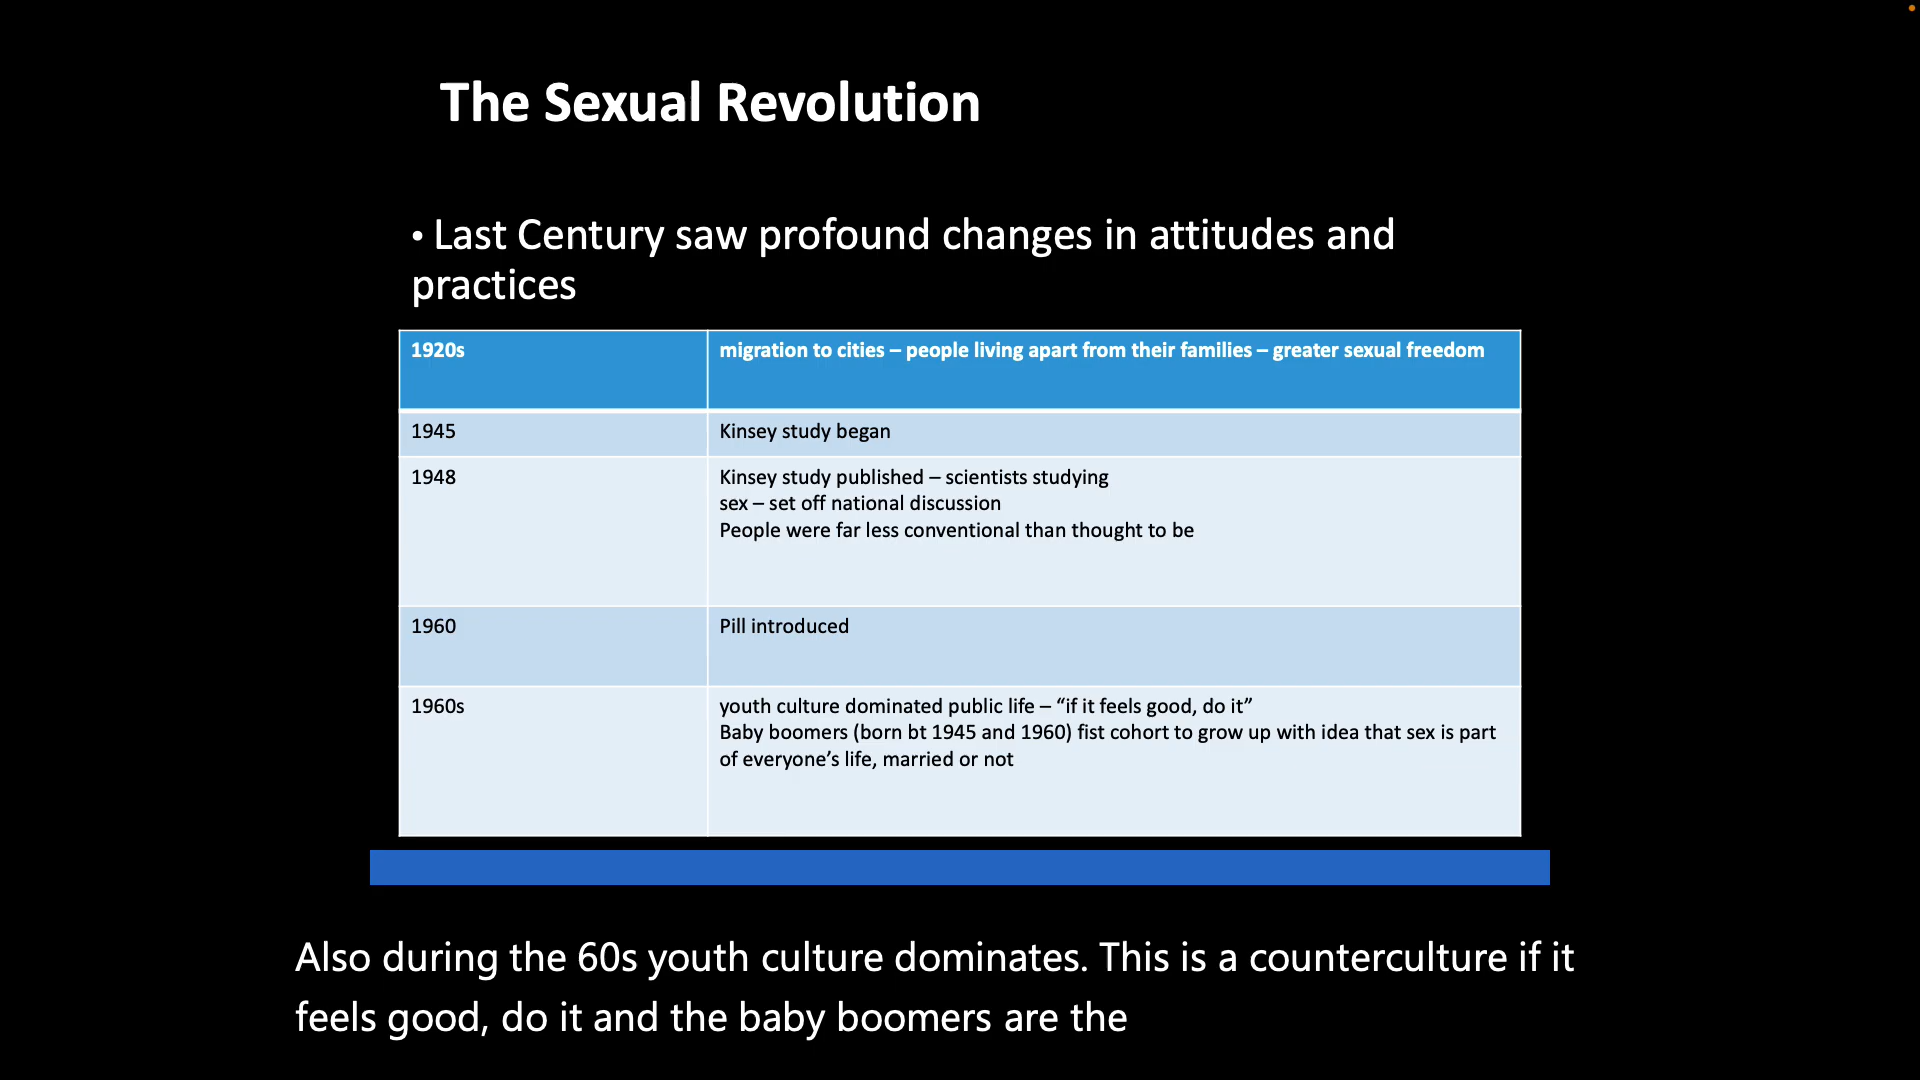 The Sexual Revolution
• Last Century saw profound changes in attitudes and
practices
1920s
migration to cities – people living apart from their families – greater sexual freedom
1945
Kinsey study began
1948
Kinsey study published – scientists studying
sex – set off national discussion
People were far less conventional than thought to be
1960
Pill introduced
1960s
youth culture dominated public life – “if it feels good, do it”
Baby boomers (born bt 1945 and 1960) fist cohort to grow up with idea that sex is part
of everyone’s life, married or not
Also during the 60s youth culture dominates. This is a counterculture if it
feels good, do it and the baby boomers are the